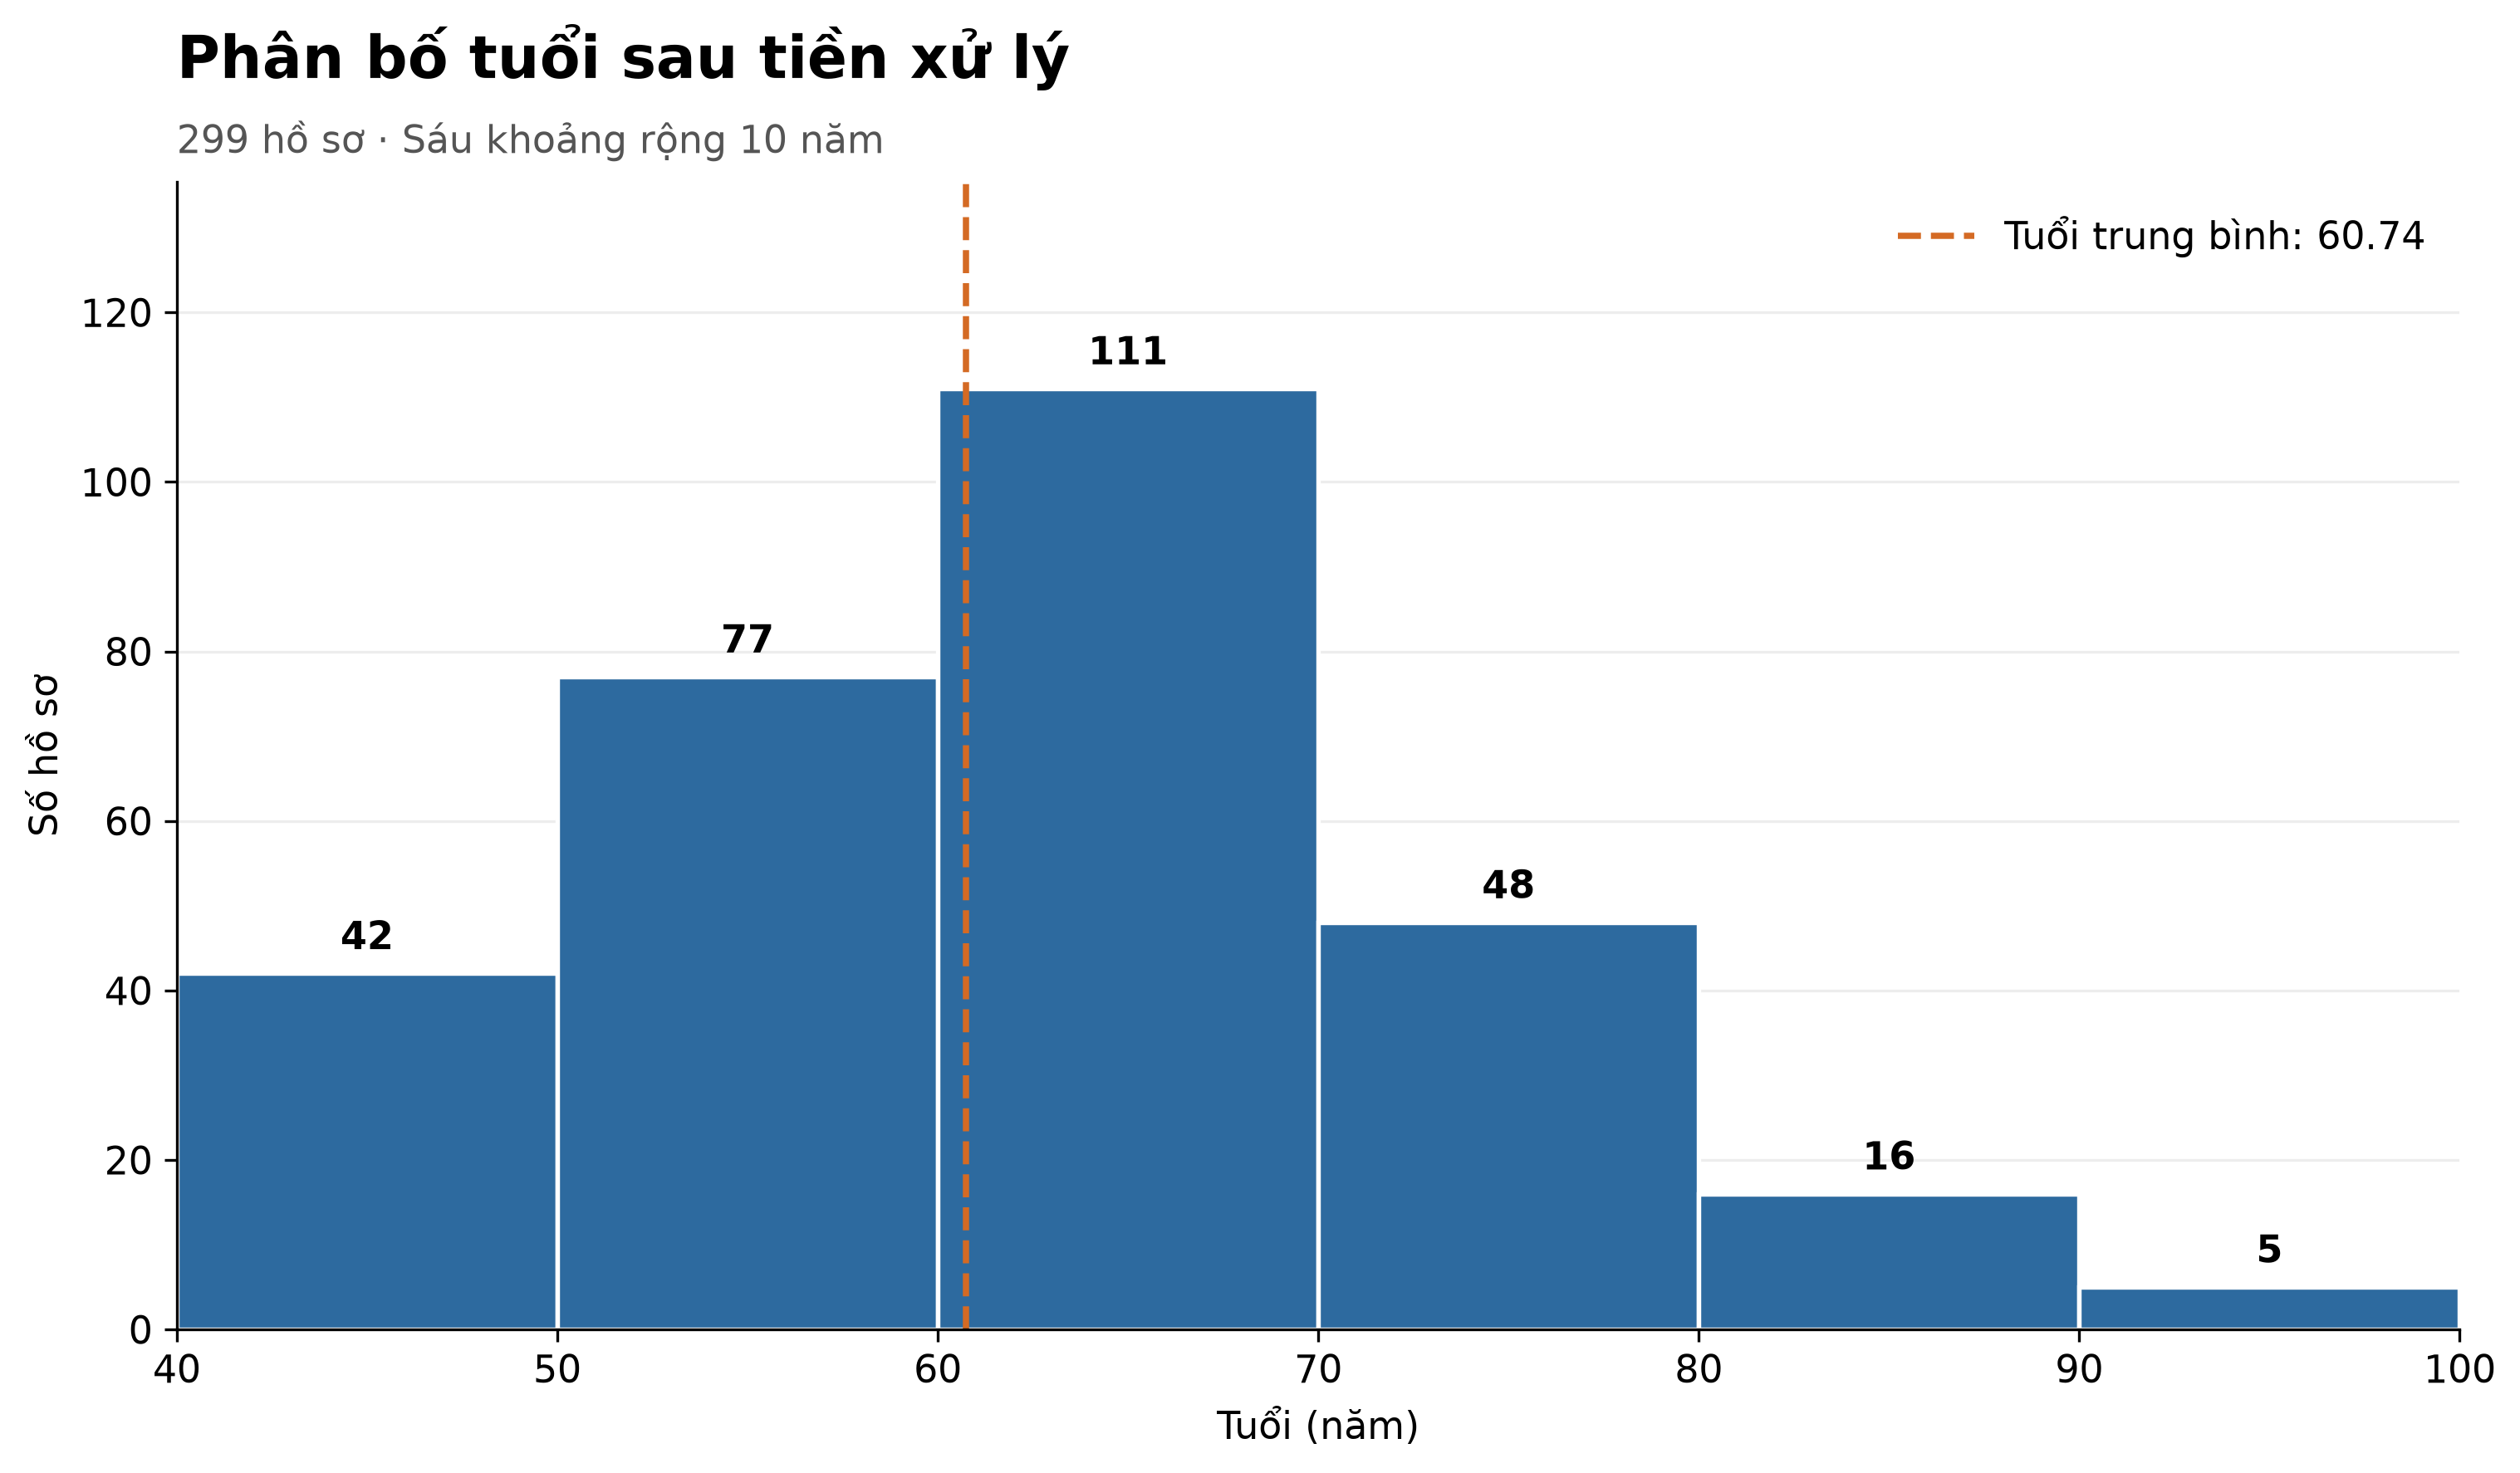 Phân bố tuổi sau tiền xử lý
299 hồ sơ · Sáu khoảng rộng 10 năm
Tuổi trung bình: 60.74
Số hồ sơ
120
100
80
60
40
20
0
42
77
111
48
16
5
40 50 60 70 80 90 100
Tuổi (năm)